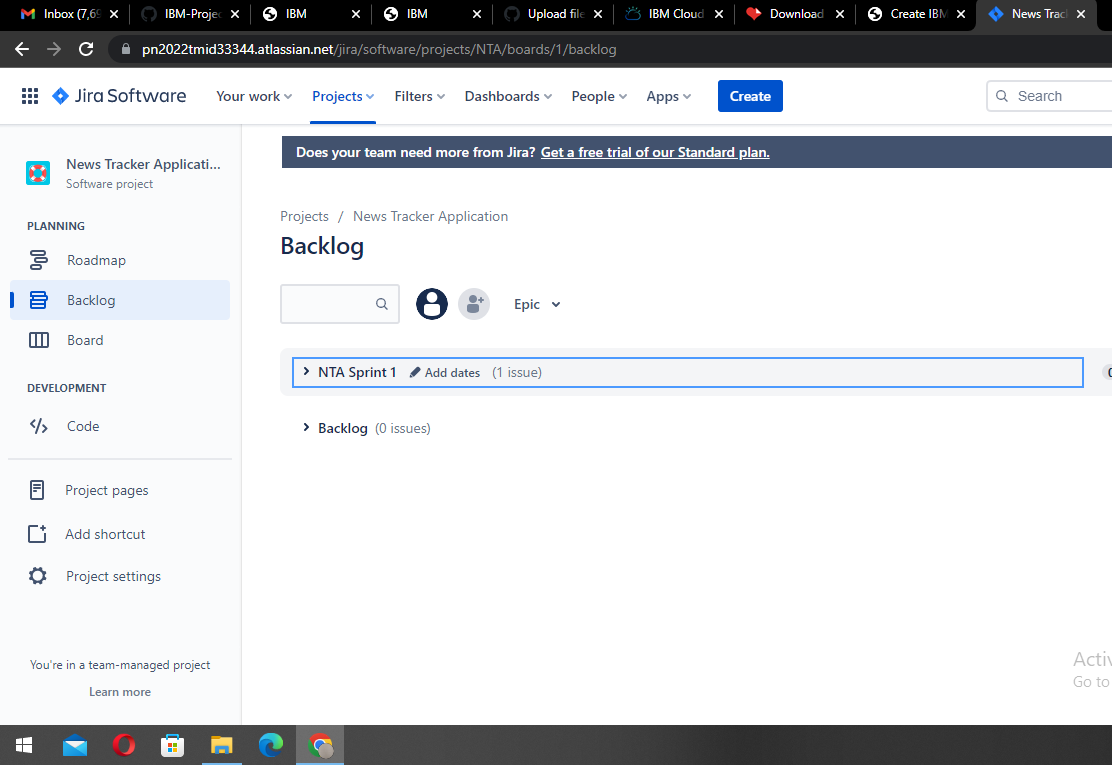 Inbox (7,69
IBM-Projec
IBM
IBM
Upload file
IBM Cloud
Download
Create IBM
News Trac
pn2022tmid33344.atlassian.net/jira/software/projects/NTA/boards/1/backlog
Jira Software
Your work
Projects
Filters
Dashboards
People
Apps
Create
Search
News Tracker Applicati...
Software project
Does your team need more from Jira? Get a free trial of our Standard plan.
Projects / News Tracker Application
Backlog
PLANNING
Roadmap
Backlog
Board
Epic
NTA Sprint 1 Add dates (1 issue)
Backlog (0 issues)
DEVELOPMENT
Code
Project pages
Add shortcut
Project settings
You're in a team-managed project
Learn more
Activ
Go to